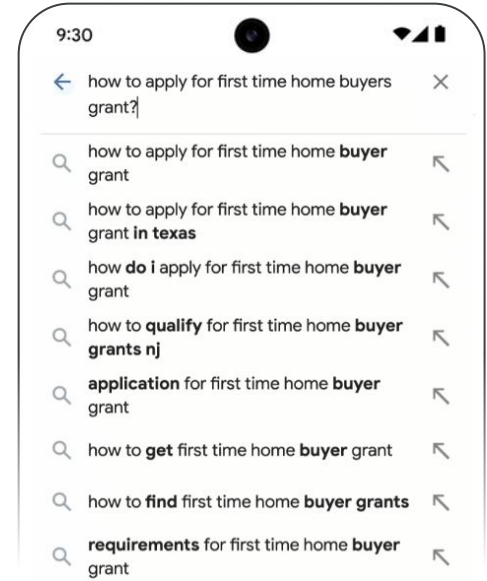 9:30
how to apply for first time home buyers
grant?
how to apply for first time home buyer
grant
how to apply for first time home buyer
grant in texas
how do i apply for first time home buyer
grant
how to qualify for first time home buyer
grants nj
application for first time home buyer
grant
how to get first time home buyer grant
how to find first time home buyer grants
requirements for first time home buyer
grant